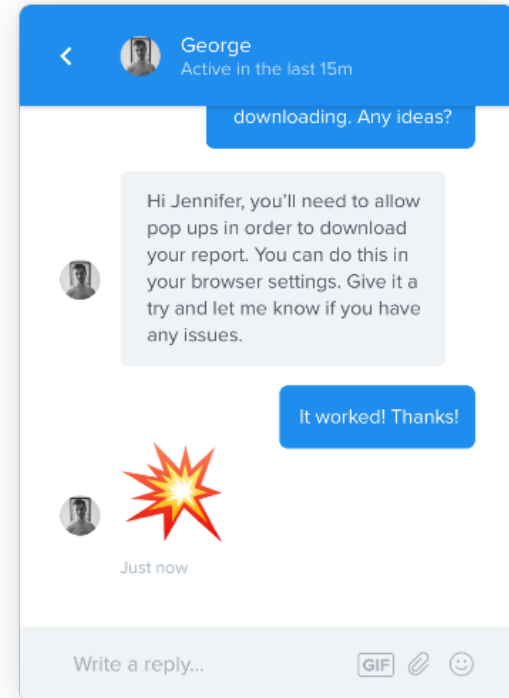 George
Active in the last 15m
downloading. Any ideas?
Hi Jennifer, you’ll need to allow
pop ups in order to download
your report. You can do this in
your browser settings. Give it a
try and let me know if you have
any issues.
It worked! Thanks!
Just now
Write a reply...
GIF